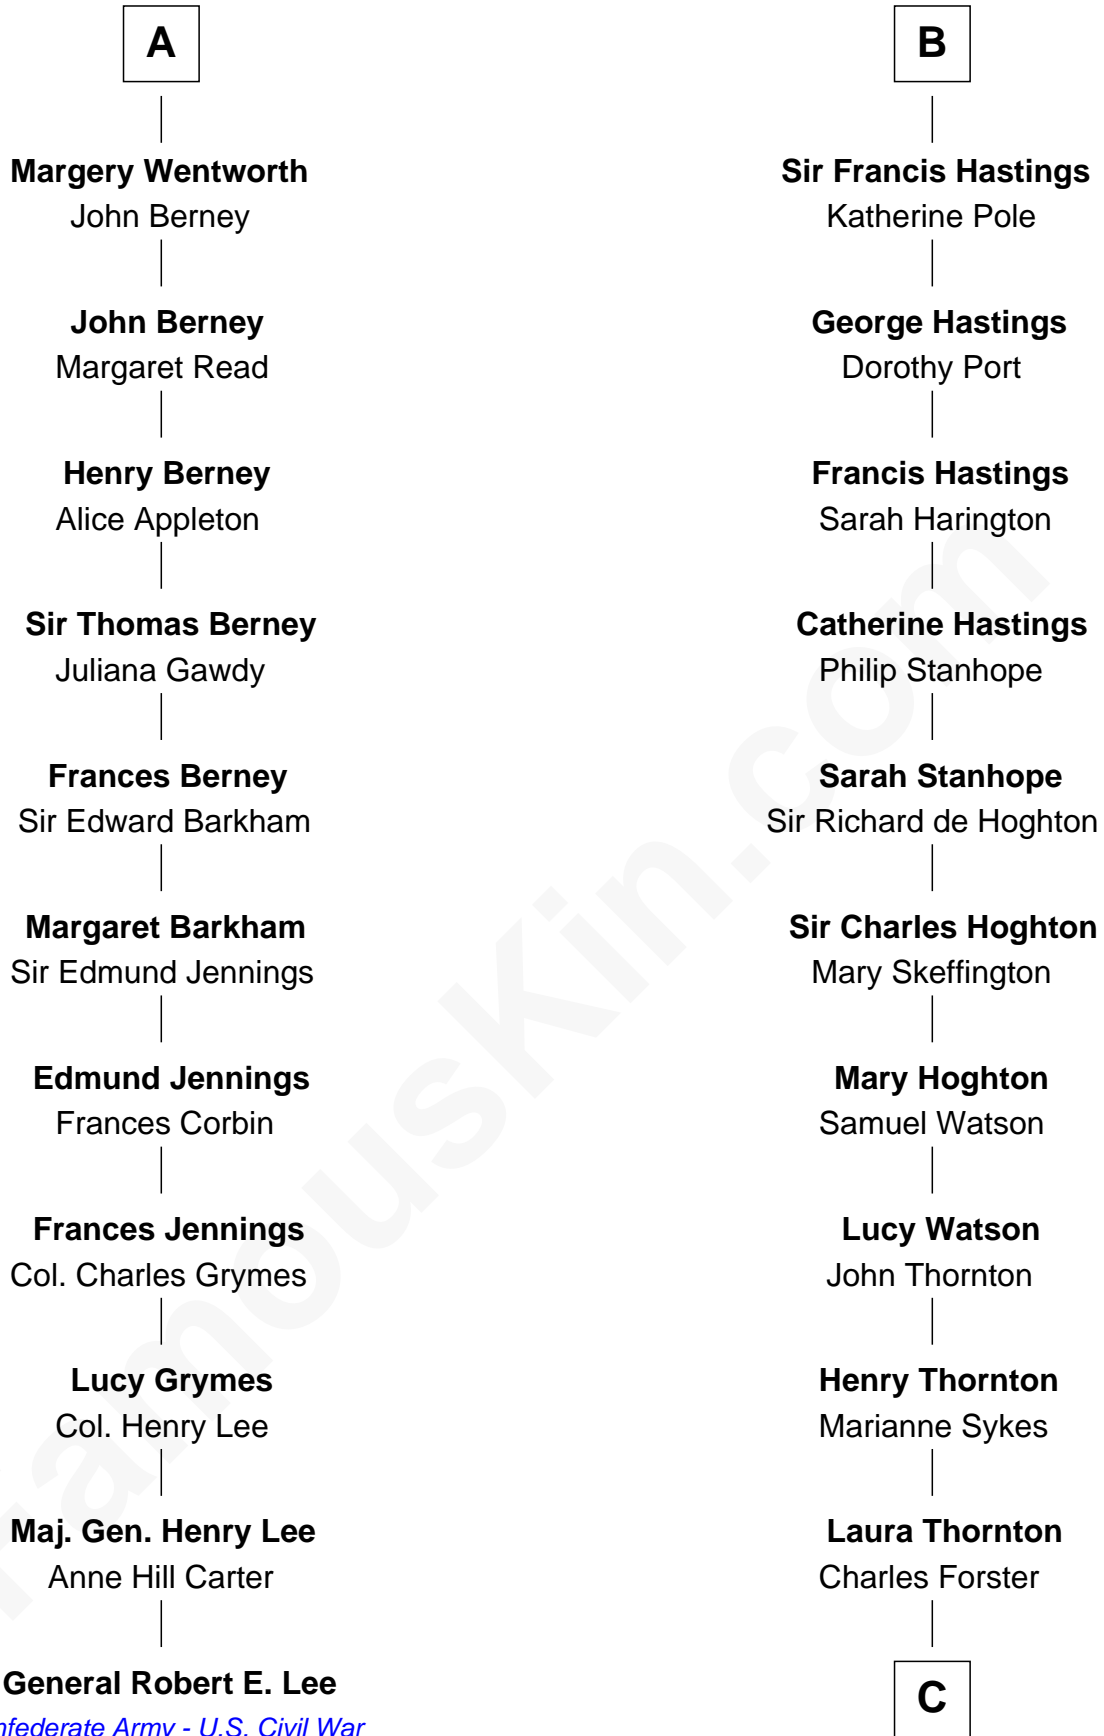 A
Margery Wentworth
John Berney
John Berney
Margaret Read
Henry Berney
Alice Appleton
Sir Thomas Berney
Juliana Gawdy
Frances Berney
Sir Edward Barkham
Margaret Barkham
Sir Edmund Jennings
Edmund Jennings
Frances Corbin
Frances Jennings
Col. Charles Grymes
Lucy Grymes
Col. Henry Lee
Maj. Gen. Henry Lee
Anne Hill Carter
General Robert E. Lee
Army - U.S. Civil War
B
Sir Francis Hastings
Katherine Pole
George Hastings
Dorothy Port
Francis Hastings
Sarah Harington
Catherine Hastings
Philip Stanhope
Sarah Stanhope
Sir Richard de Hoghton
Sir Charles Hoghton
Mary Skeffington
Mary Hoghton
Samuel Watson
Lucy Watson
John Thornton
Henry Thornton
Marianne Sykes
Laura Thornton
Charles Forster
C
famouskin.com